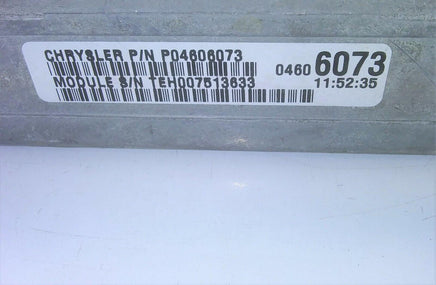 CHRYSLER P/N P04606073
0460 6073
MODULE S/N TEH007513633
11:52:35